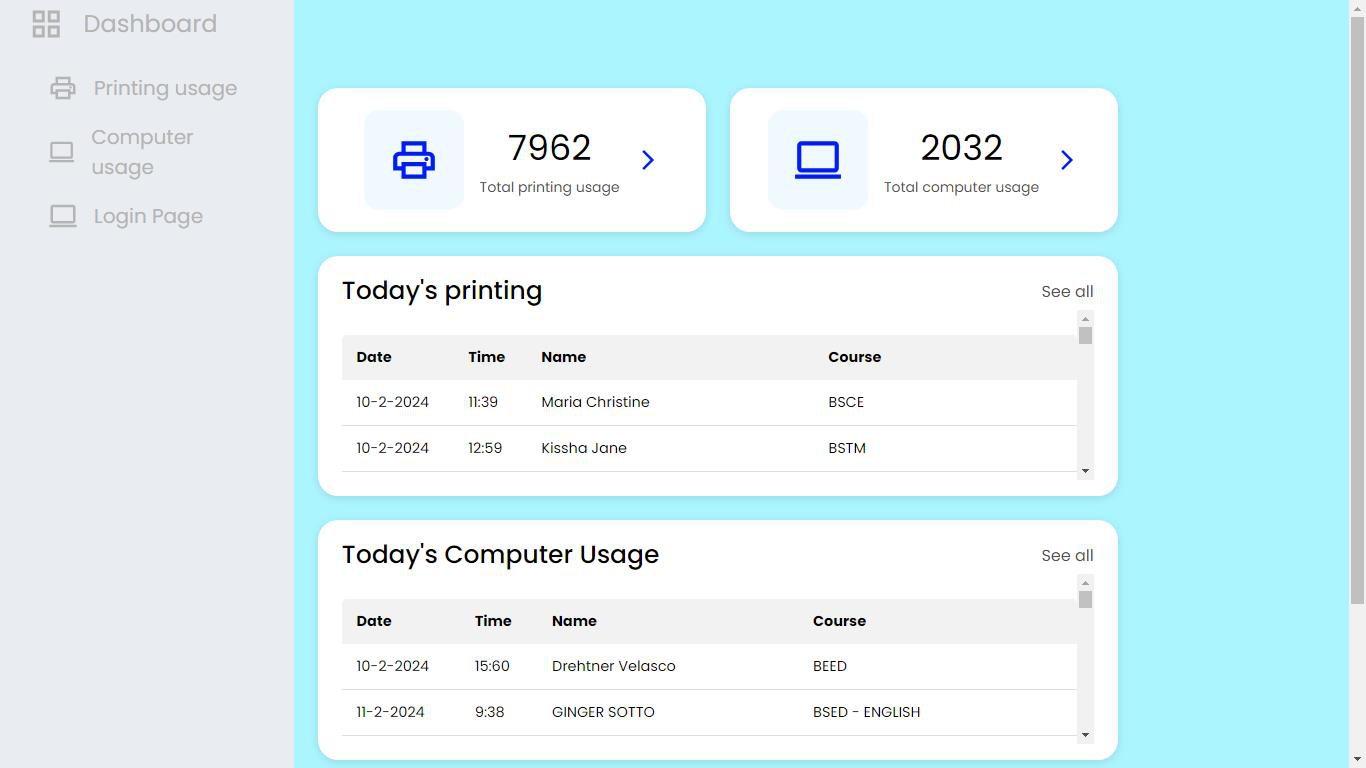 Dashboard
Printing usage
Computer
usage
Login Page
7962
Total printing usage
2032
Total computer usage
Today's printing
See all
Date Time Name Course
10-2-2024 11:39 Maria Christine BSCE
10-2-2024 12:59 Kissha Jane BSTM
Today's Computer Usage
See all
Date Time Name Course
10-2-2024 15:60 Drehtner Velasco BEED
11-2-2024 9:38 GINGER SOTTO BSED - ENGLISH